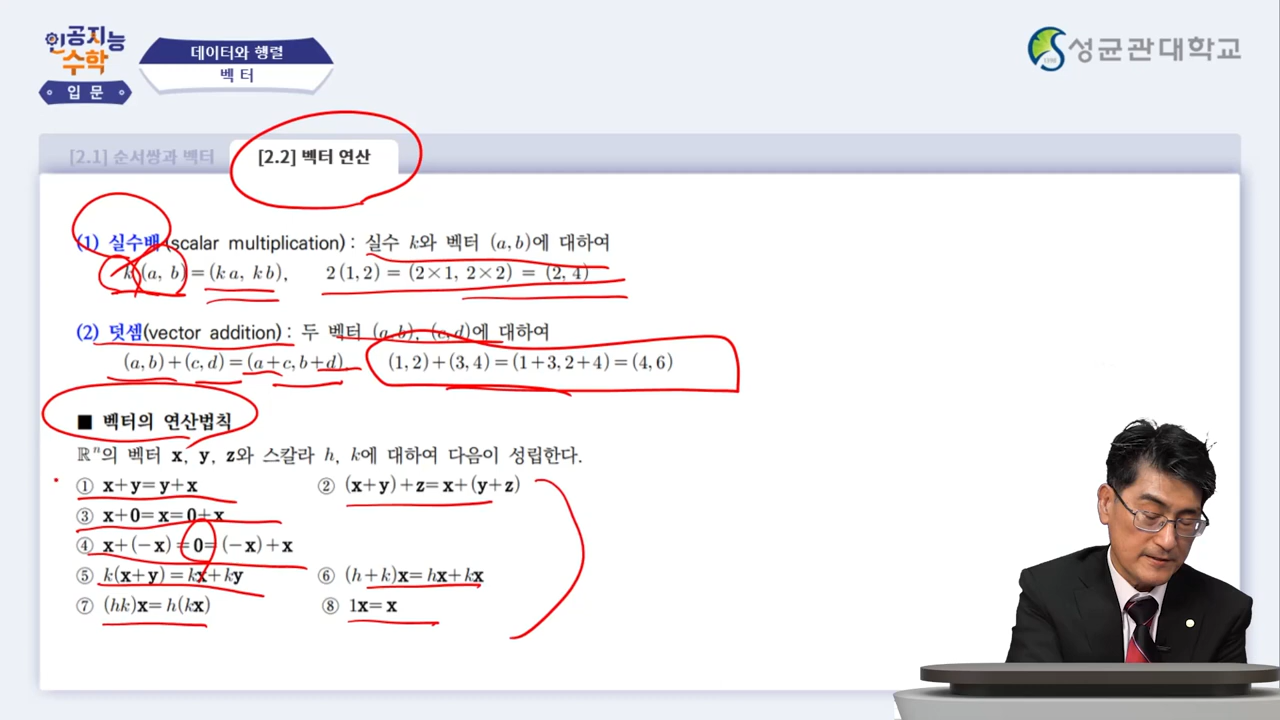 인공지능
수학
입 문
데이터와 행렬
벡 터
성균관대학교
[2.1] 순서쌍과 벡터
[2.2] 벡터 연산
(1) 실수배(scalar multiplication) : 실수 k와 벡터 (a, b)에 대하여
k(a, b) = (k a, k b), 2(1, 2) = (2×1, 2×2) = (2, 4)
(2) 덧셈(vector addition) : 두 벡터 (a, b), (c, d)에 대하여
(a, b)+(c, d)=(a+c, b+d), (1, 2)+(3, 4)=(1+3, 2+4)=(4, 6)
■ 벡터의 연산법칙
ℝⁿ의 벡터 x, y, z와 스칼라 h, k에 대하여 다음이 성립한다.
① x+y=y+x ② (x+y)+z=x+(y+z)
③ x+0=x=0+x
④ x+(−x)=0=(−x)+x
⑤ k(x+y)=kx+ky ⑥ (h+k)x=hx+kx
⑦ (hk)x=h(kx) ⑧ 1x=x